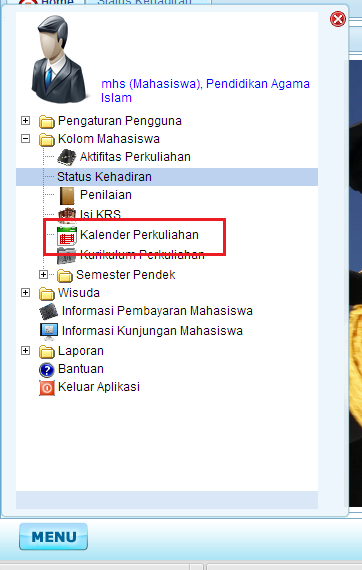 Home
Status Kehadiran
mhs (Mahasiswa), Pendidikan Agama
Islam
Pengaturan Pengguna
Kolom Mahasiswa
Aktifitas Perkuliahan
Status Kehadiran
Penilaian
Isi KRS
Kalender Perkuliahan
Kurikulum Perkuliahan
Semester Pendek
Wisuda
Informasi Pembayaran Mahasiswa
Informasi Kunjungan Mahasiswa
Laporan
Bantuan
Keluar Aplikasi
MENU